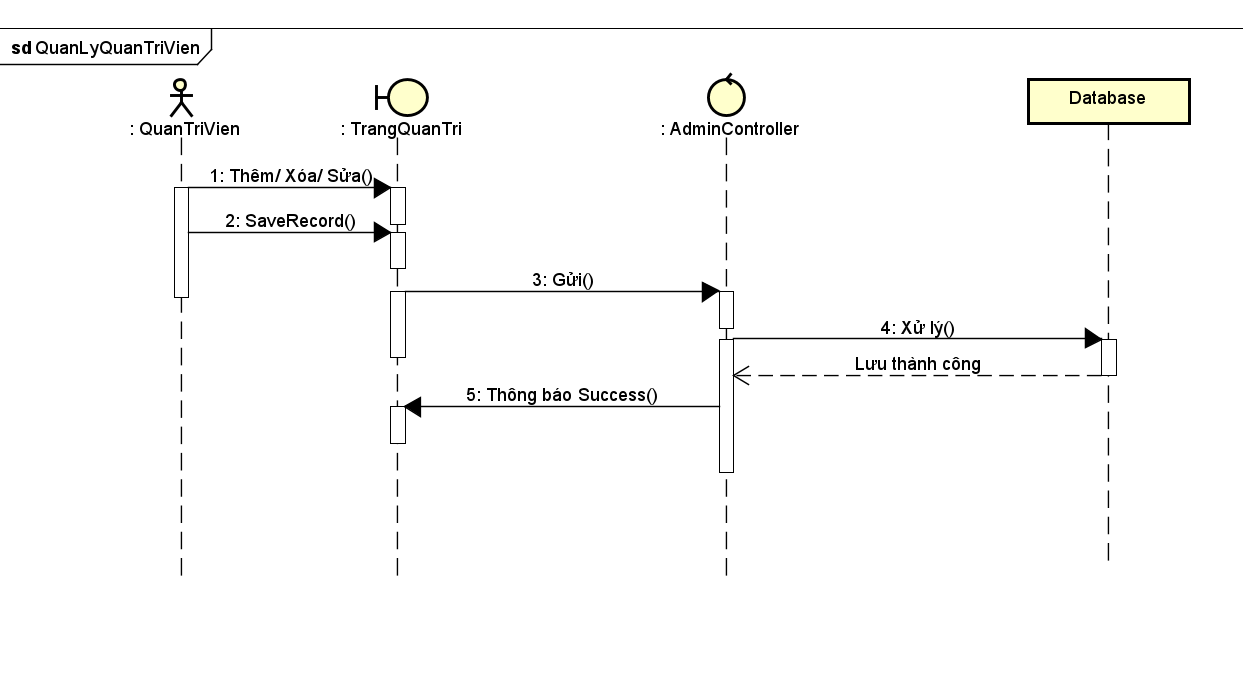 sd QuanLyQuanTriVien
: QuanTriVien
: TrangQuanTri
: AdminController
Database
1: Thêm/ Xóa/ Sửa()
2: SaveRecord()
3: Gửi()
4: Xử lý()
Lưu thành công
5: Thông báo Success()